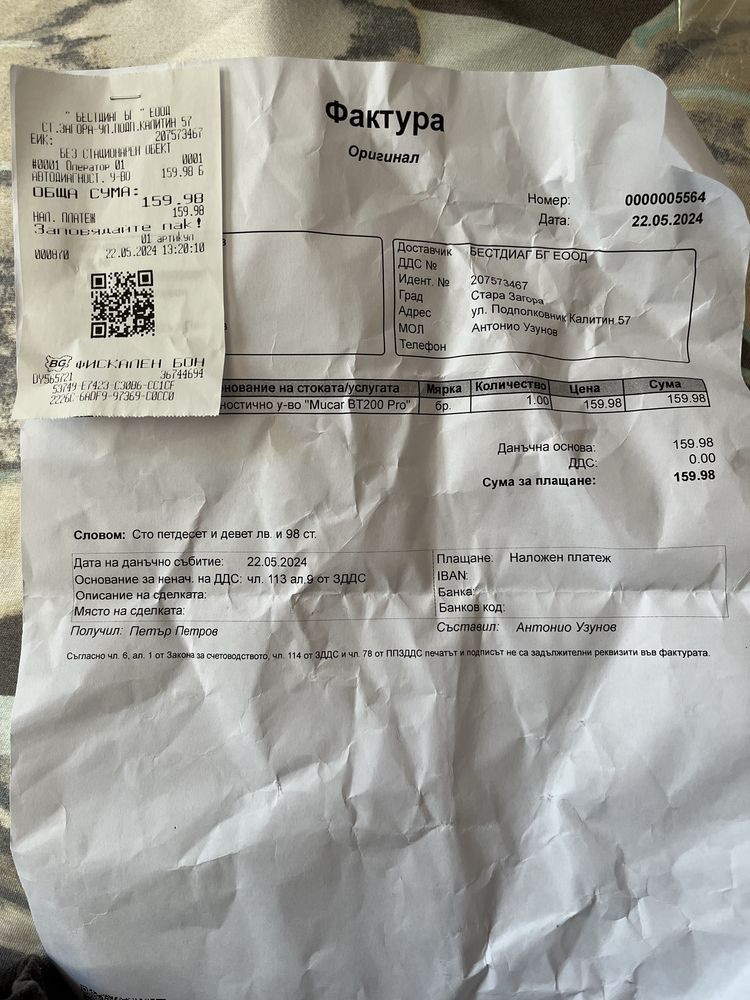 " БЕСТДИАГ БГ " ЕООД
СТ.ЗАГОРА-УЛ.ПОДП.КАЛИТИН 57
ЕИК: 207573467
БЕЗ СТАЦИОНАРЕН ОБЕКТ
#0001 Оператор 01 0001
АВТОДИАГНОСТ. У-ВО 159.98 Б
ОБЩА СУМА: 159.98
НАЛ. ПЛАТЕЖ 159.98
Заповядайте пак!
01 артикул
000870 22.05.2024 13:20:10
BG ФИСКАЛЕН БОН
DY565721 36744694
Фактура
Оригинал
Номер: 0000005564
Дата: 22.05.2024
Доставчик БЕСТДИАГ БГ ЕООД
ДДС №
Идент. № 207573467
Град Стара Загора
Адрес ул. Подполковник Калитин 57
МОЛ Антонио Узунов
Телефон
нование на стоката/услугата Мярка Количество Цена Сума
ностично у-во "Mucar BT200 Pro" бр. 1.00 159.98 159.98
Данъчна основа: 159.98
ДДС: 0.00
Сума за плащане: 159.98
Словом: Сто петдесет и девет лв. и 98 ст.
Дата на данъчно събитие: 22.05.2024
Основание за ненач. на ДДС: чл. 113 ал.9 от ЗДДС
Описание на сделката:
Място на сделката:
Плащане: Наложен платеж
IBAN:
Банка:
Банков код:
Получил: Петър Петров
Съставил: Антонио Узунов
Съгласно чл. 6, ал. 1 от Закона за счетоводството, чл. 114 от ЗДДС и чл. 78 от ППЗДДС печатът и подписът не са задължителни реквизити във фактурата.